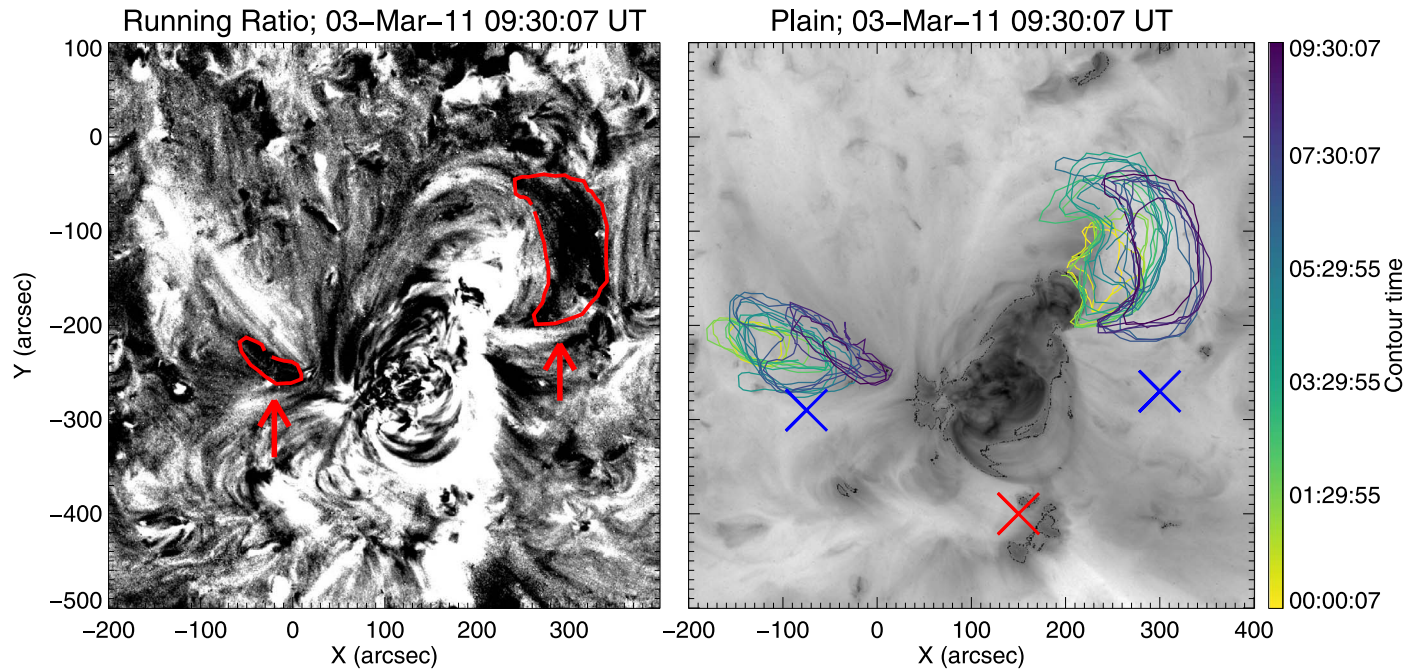 Running Ratio; 03-Mar-11 09:30:07 UT
Plain; 03-Mar-11 09:30:07 UT
100
0
−100
−200
−300
−400
−500
Y (arcsec)
−200 −100 0 100 200 300
X (arcsec)
−200 −100 0 100 200 300 400
X (arcsec)
09:30:07
07:30:07
05:29:55
03:29:55
01:29:55
00:00:07
Contour time